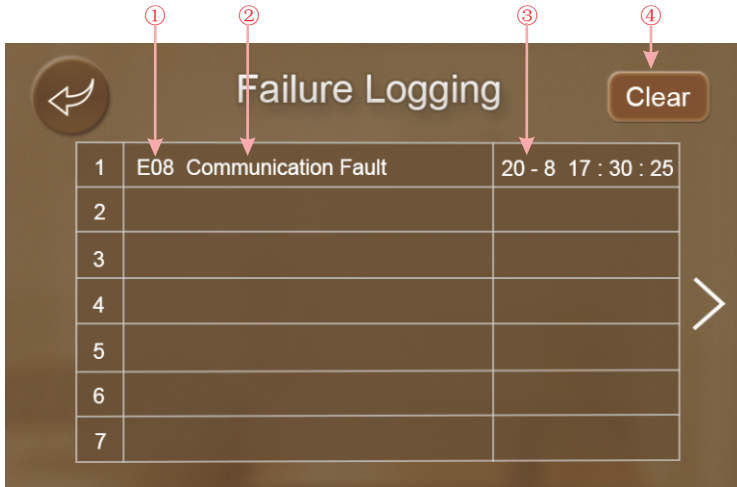 ① ② ③ ④
Failure Logging
Clear
1 E08 Communication Fault 20 - 8 17 : 30 : 25
2
3
4
5
6
7